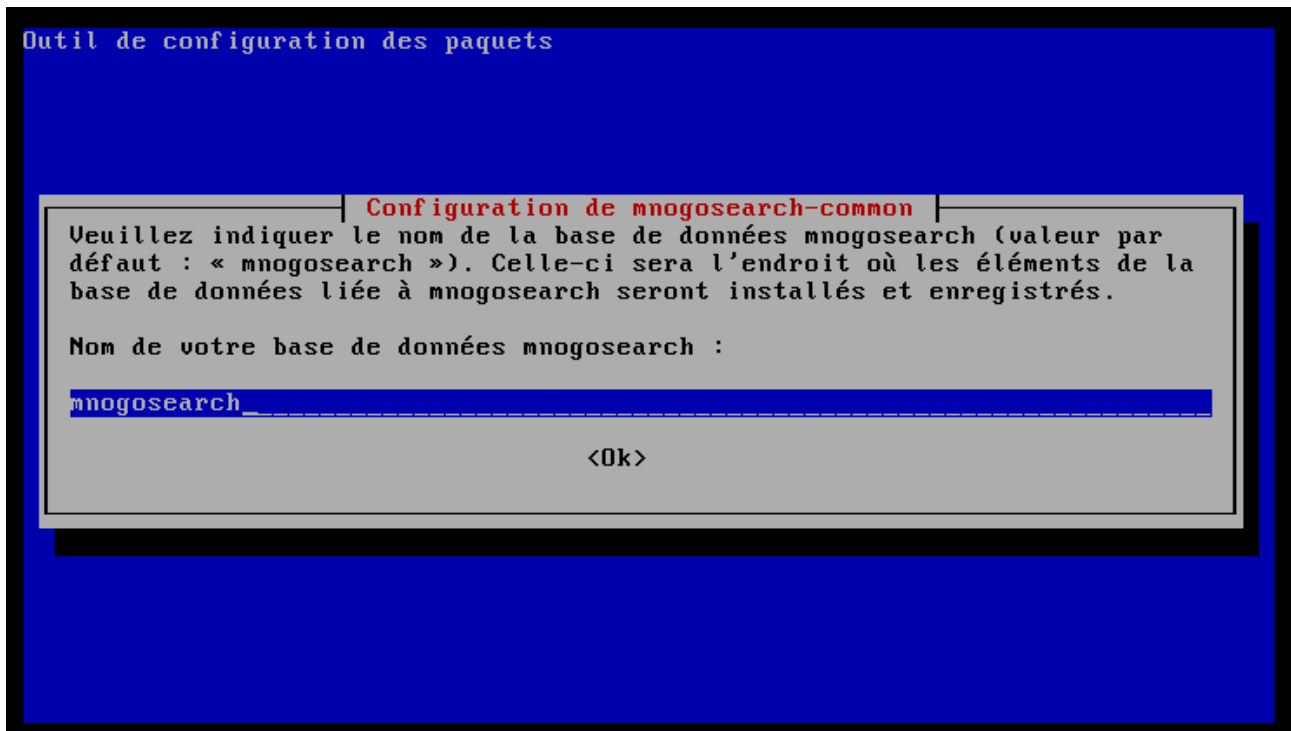 Outil de configuration des paquets
Configuration de mnogosearch-common
Veuillez indiquer le nom de la base de données mnogosearch (valeur par
défaut : « mnogosearch »). Celle-ci sera l'endroit où les éléments de la
base de données liée à mnogosearch seront installés et enregistrés.
Nom de votre base de données mnogosearch :
mnogosearch
<Ok>